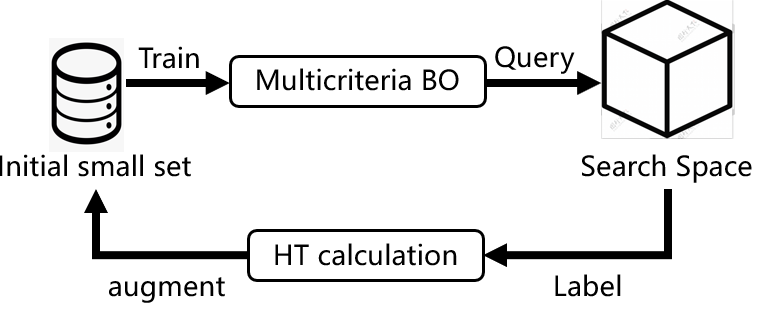 Train
Query
Multicriteria BO
Initial small set
Search Space
HT calculation
augment
Label